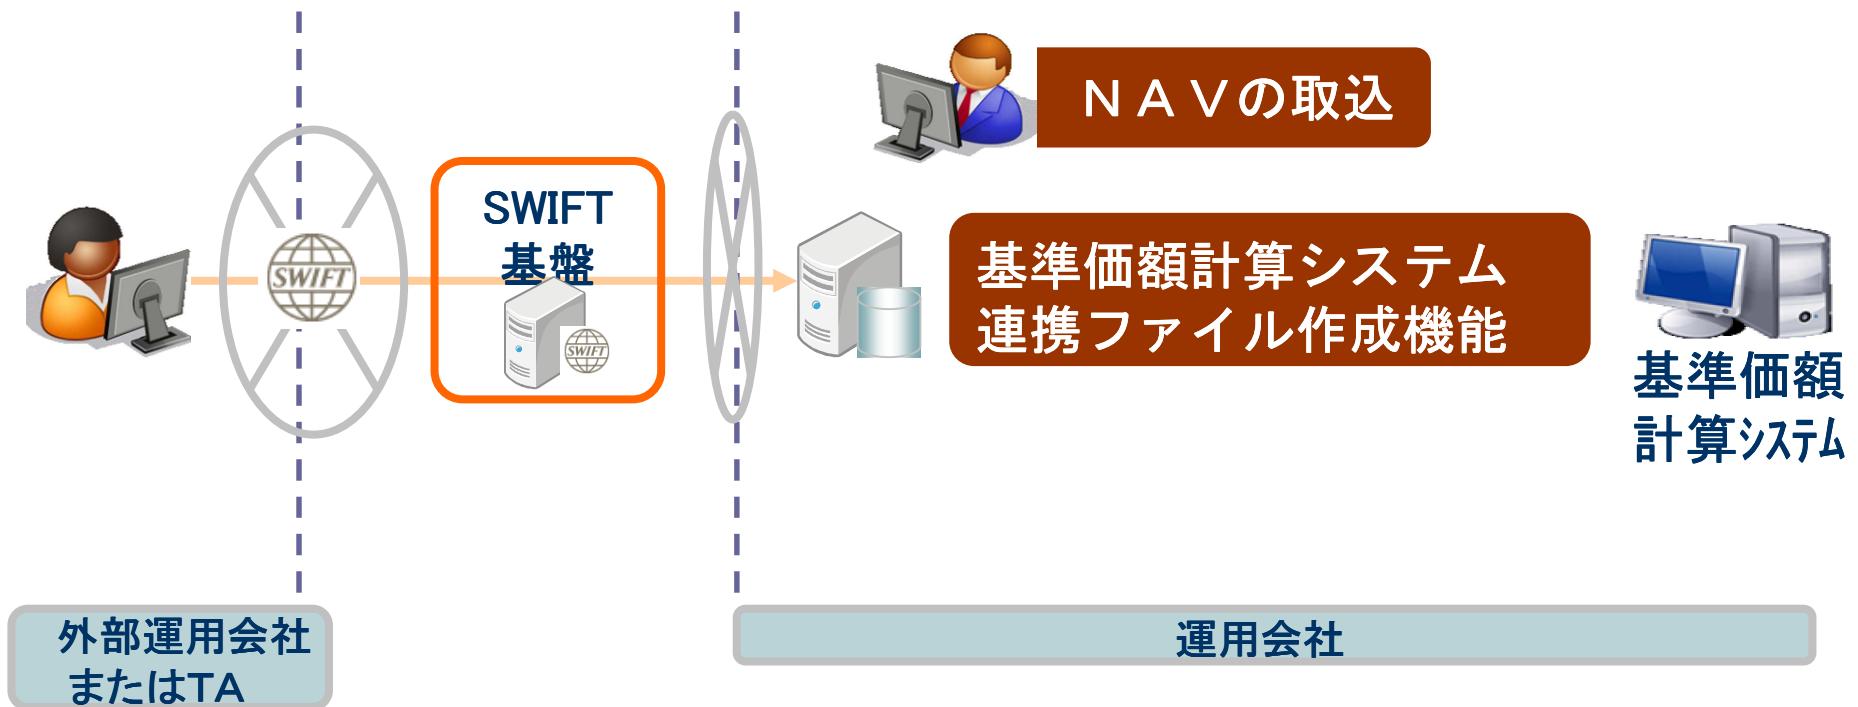 ＮＡＶの取込
SWIFT
基盤
SWIFT
SWIFT
基準価額計算システム
連携ファイル作成機能
基準価額
計算ｼｽﾃﾑ
外部運用会社
またはTA
運用会社